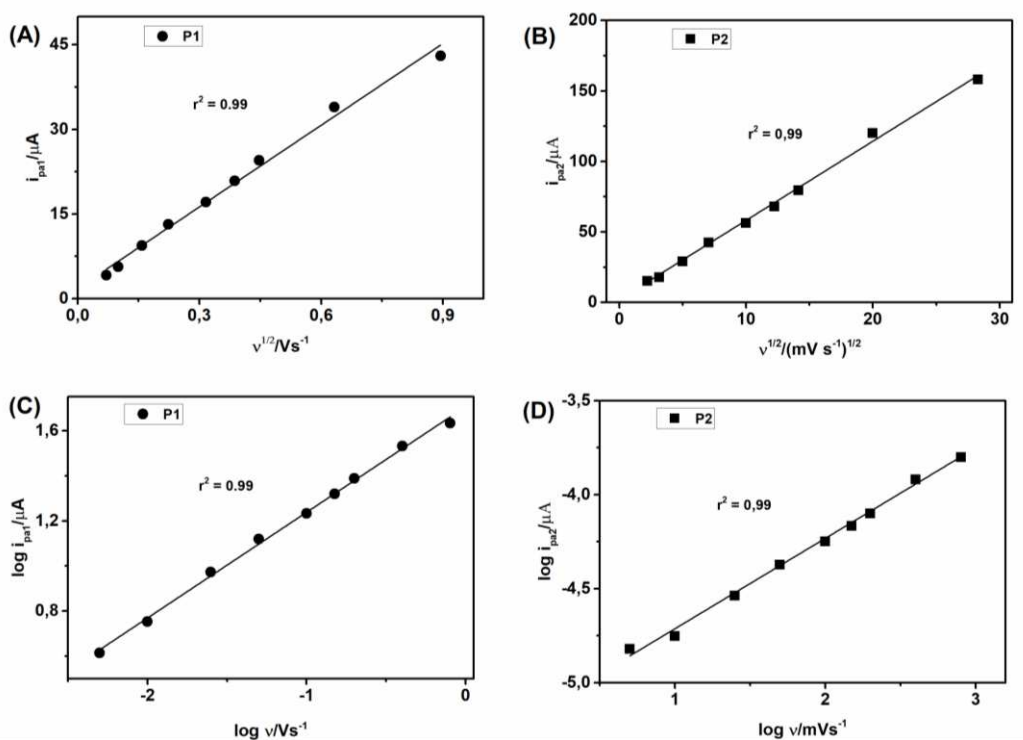 (A)
P1
r² = 0.99
i_pa1/μA
45
30
15
0
0,0 0,3 0,6 0,9
ν^1/2/Vs⁻¹
(B)
P2
r² = 0,99
i_pa2/μA
200
150
100
50
0
0 10 20 30
ν^1/2/(mV s⁻¹)^1/2
(C)
P1
r² = 0.99
log i_pa1/μA
1,6
1,2
0,8
-2 -1 0
log ν/Vs⁻¹
(D)
P2
r² = 0,99
log i_pa2/μA
-3,5
-4,0
-4,5
-5,0
1 2 3
log ν/mVs⁻¹